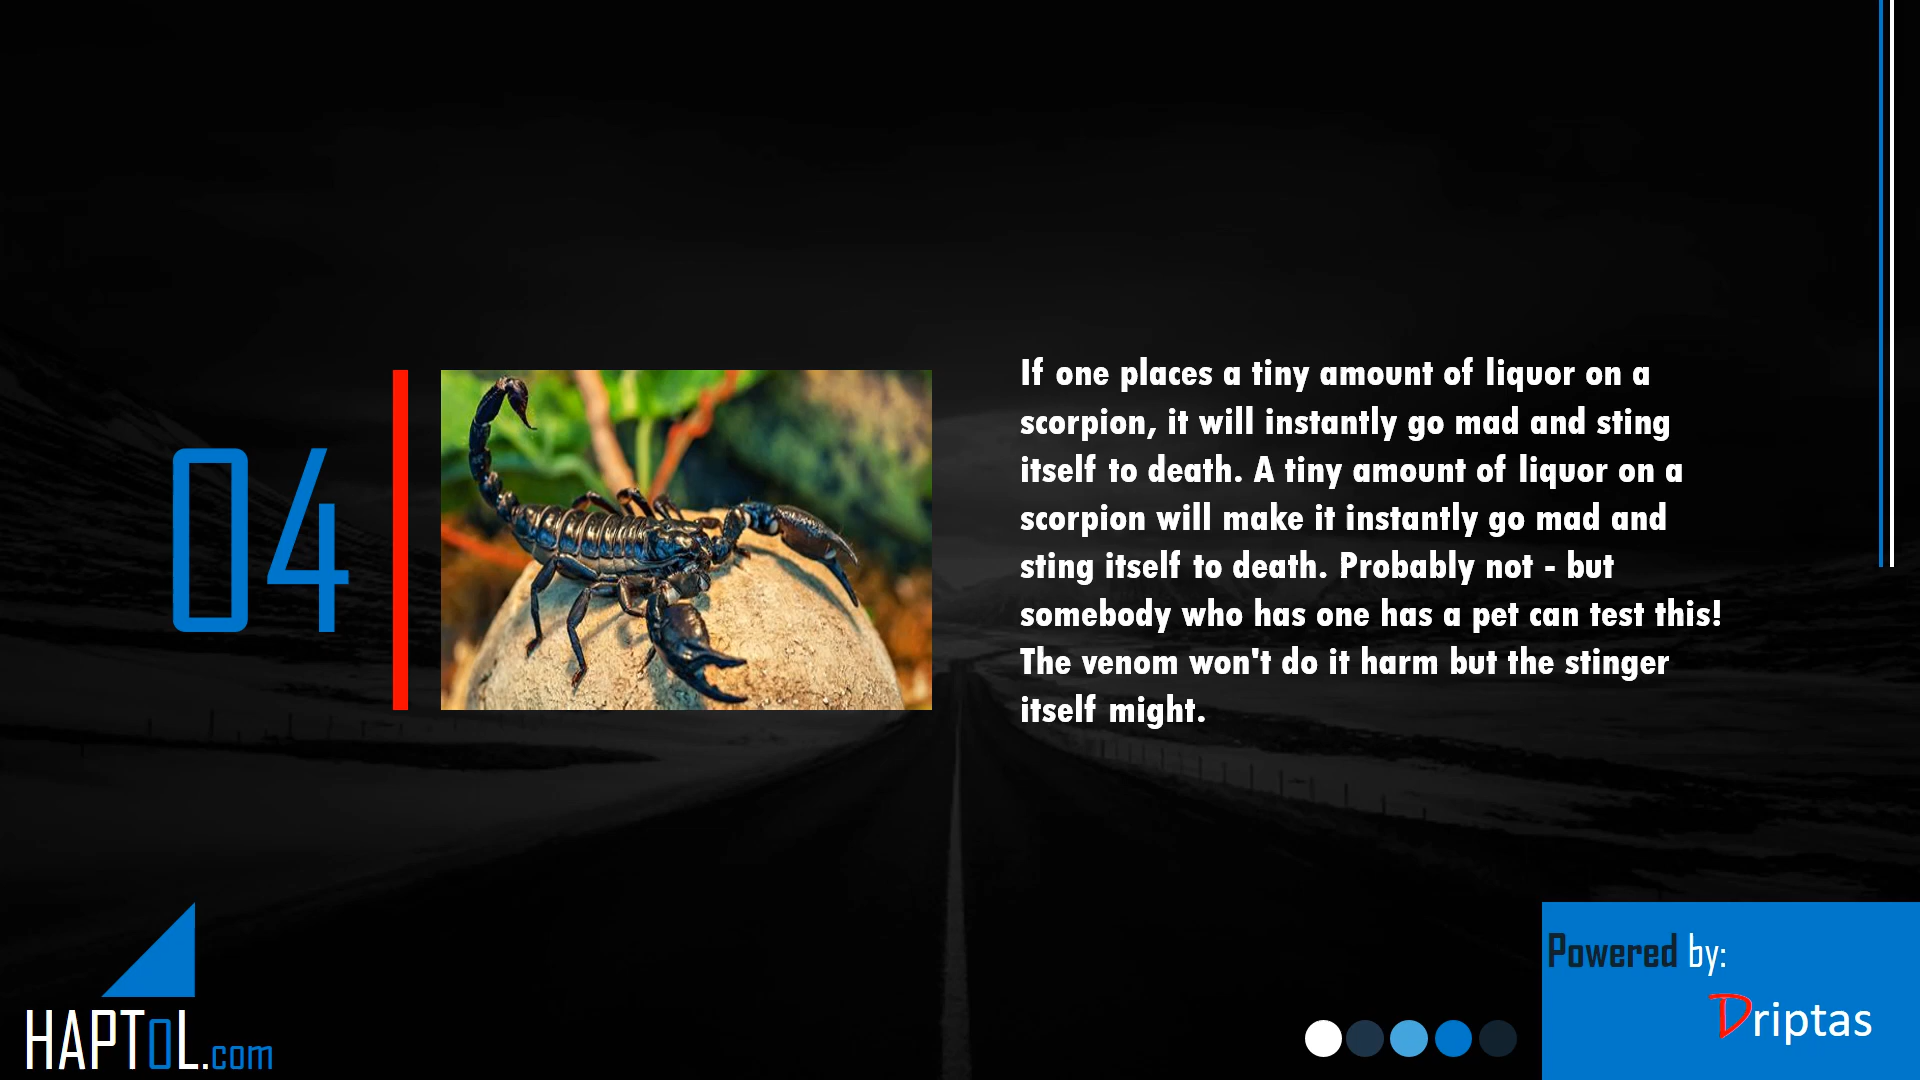 04
If one places a tiny amount of liquor on a
scorpion, it will instantly go mad and sting
itself to death. A tiny amount of liquor on a
scorpion will make it instantly go mad and
sting itself to death. Probably not - but
somebody who has one has a pet can test this!
The venom won't do it harm but the stinger
itself might.
HAPTOL.com
Powered by:
Driptas